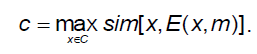 c = max sim[x, E(x, m)].
x∈C